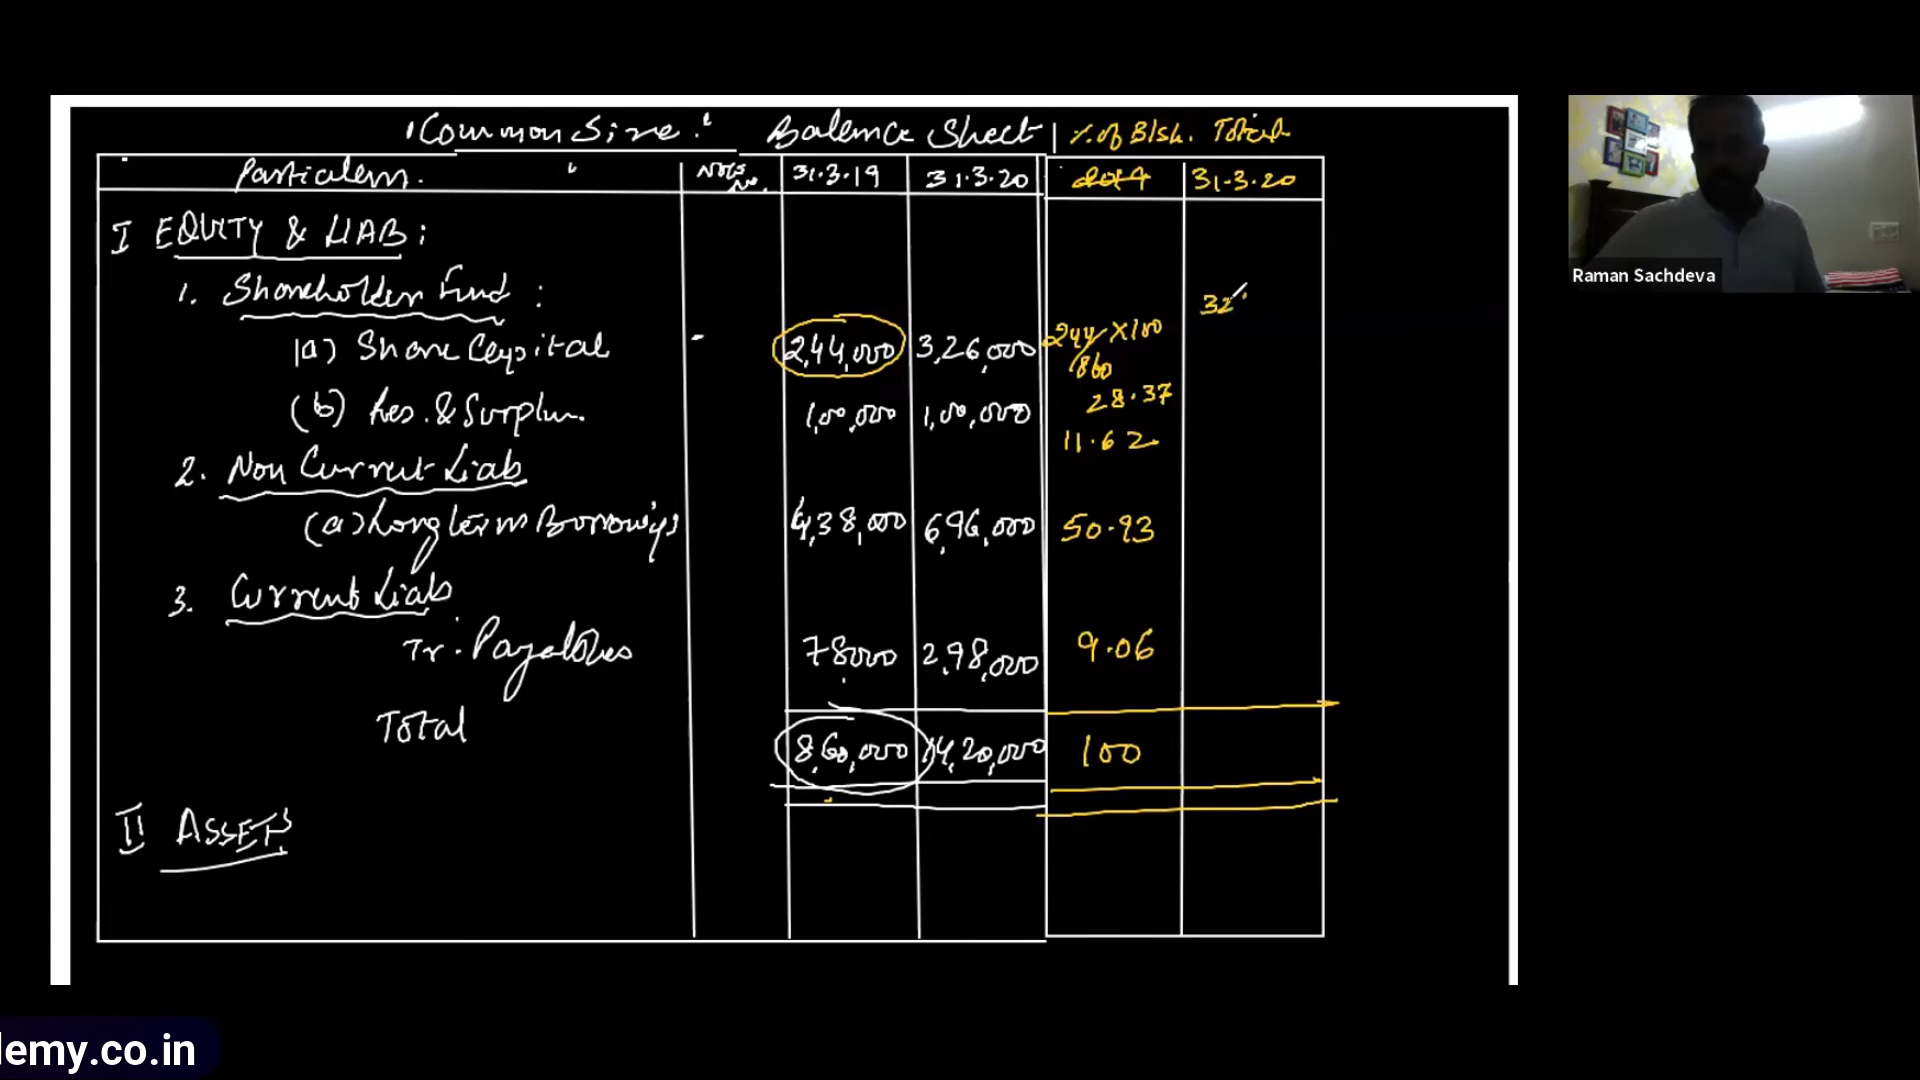 'Common Size' Balance Sheet | % of B/sh. Total
Particulars. Notes No. 31.3.19 31.3.20 31.3.20
I EQUITY & LIAB:
1. Shareholder Fund:
(a) Share Capital - 2,44,000 3,26,000 244/860 X100 32
28.37
(b) Res. & Surplus. 1,00,000 1,00,000 11.62
2. Non Current Liab
(a) Long term Borrowings 4,38,000 6,96,000 50.93
3. Current Liab
Tr. Payables 78000 2,98,000 9.06
Total 8,60,000 14,20,000 100
II ASSETS
Raman Sachdeva
demy.co.in